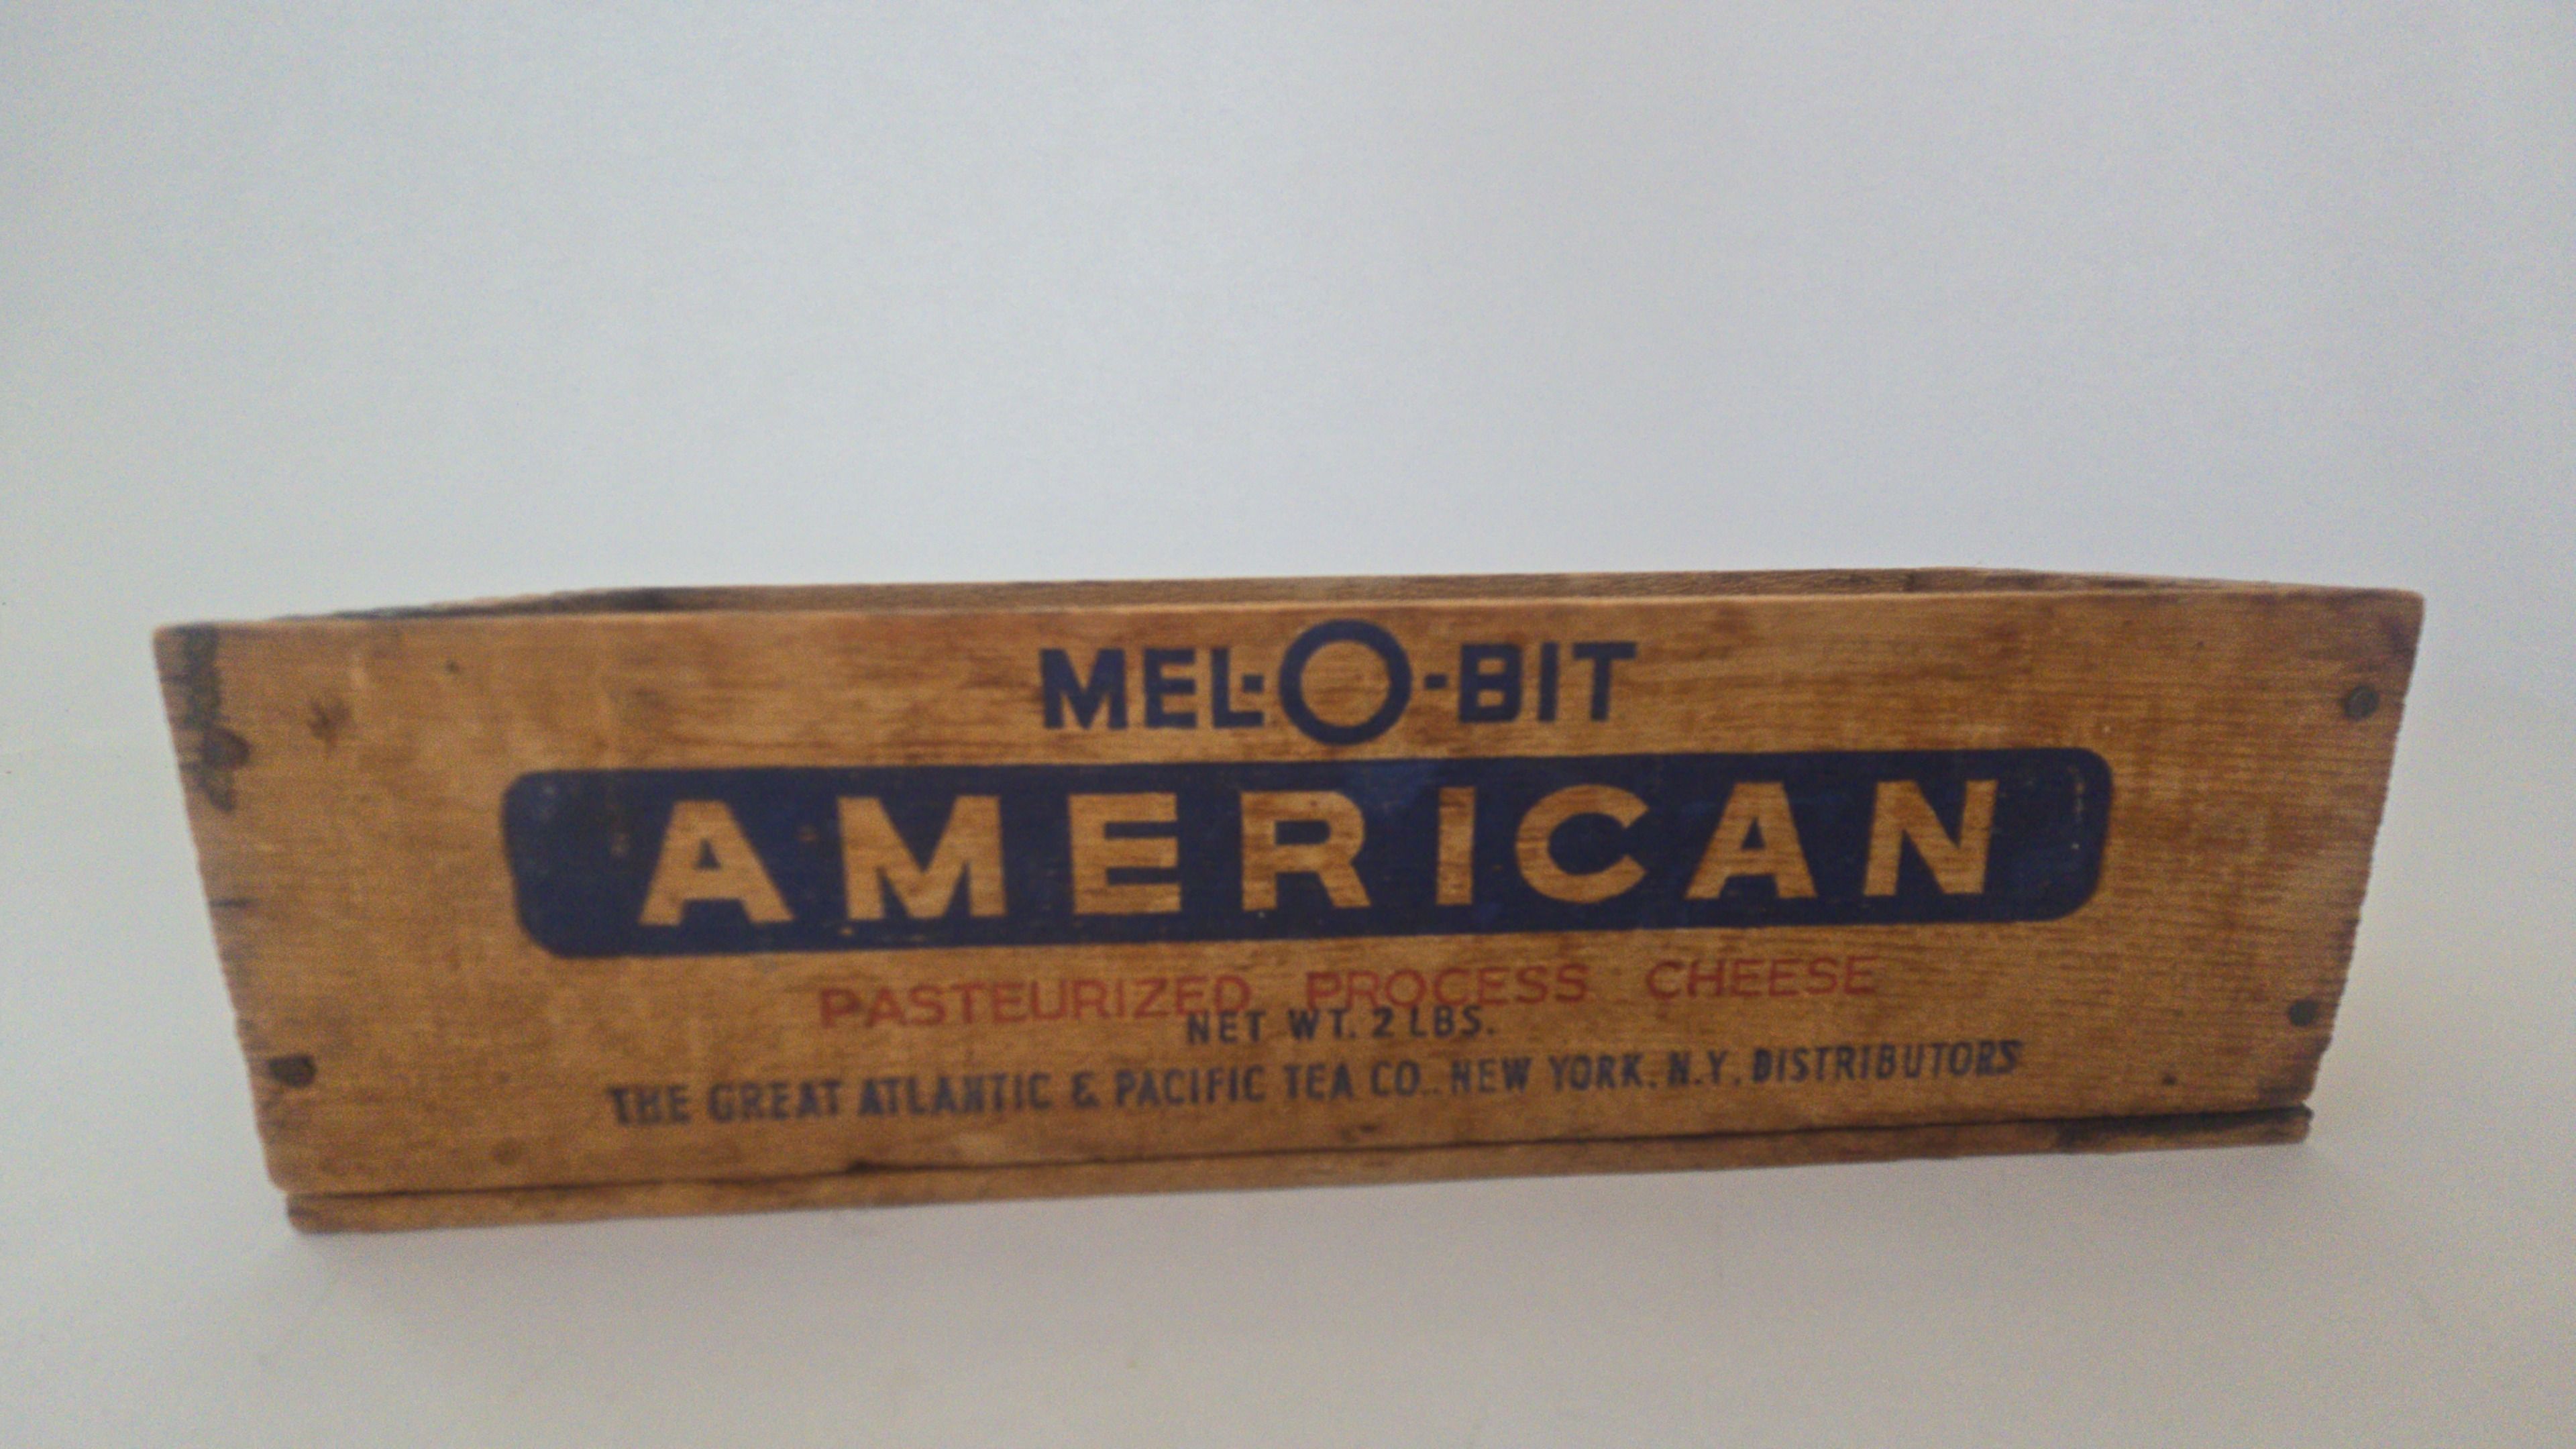 MEL-O-BIT
AMERICAN
PASTEURIZED PROCESS CHEESE
NET WT. 2 LBS.
THE GREAT ATLANTIC & PACIFIC TEA CO., NEW YORK, N.Y. DISTRIBUTORS